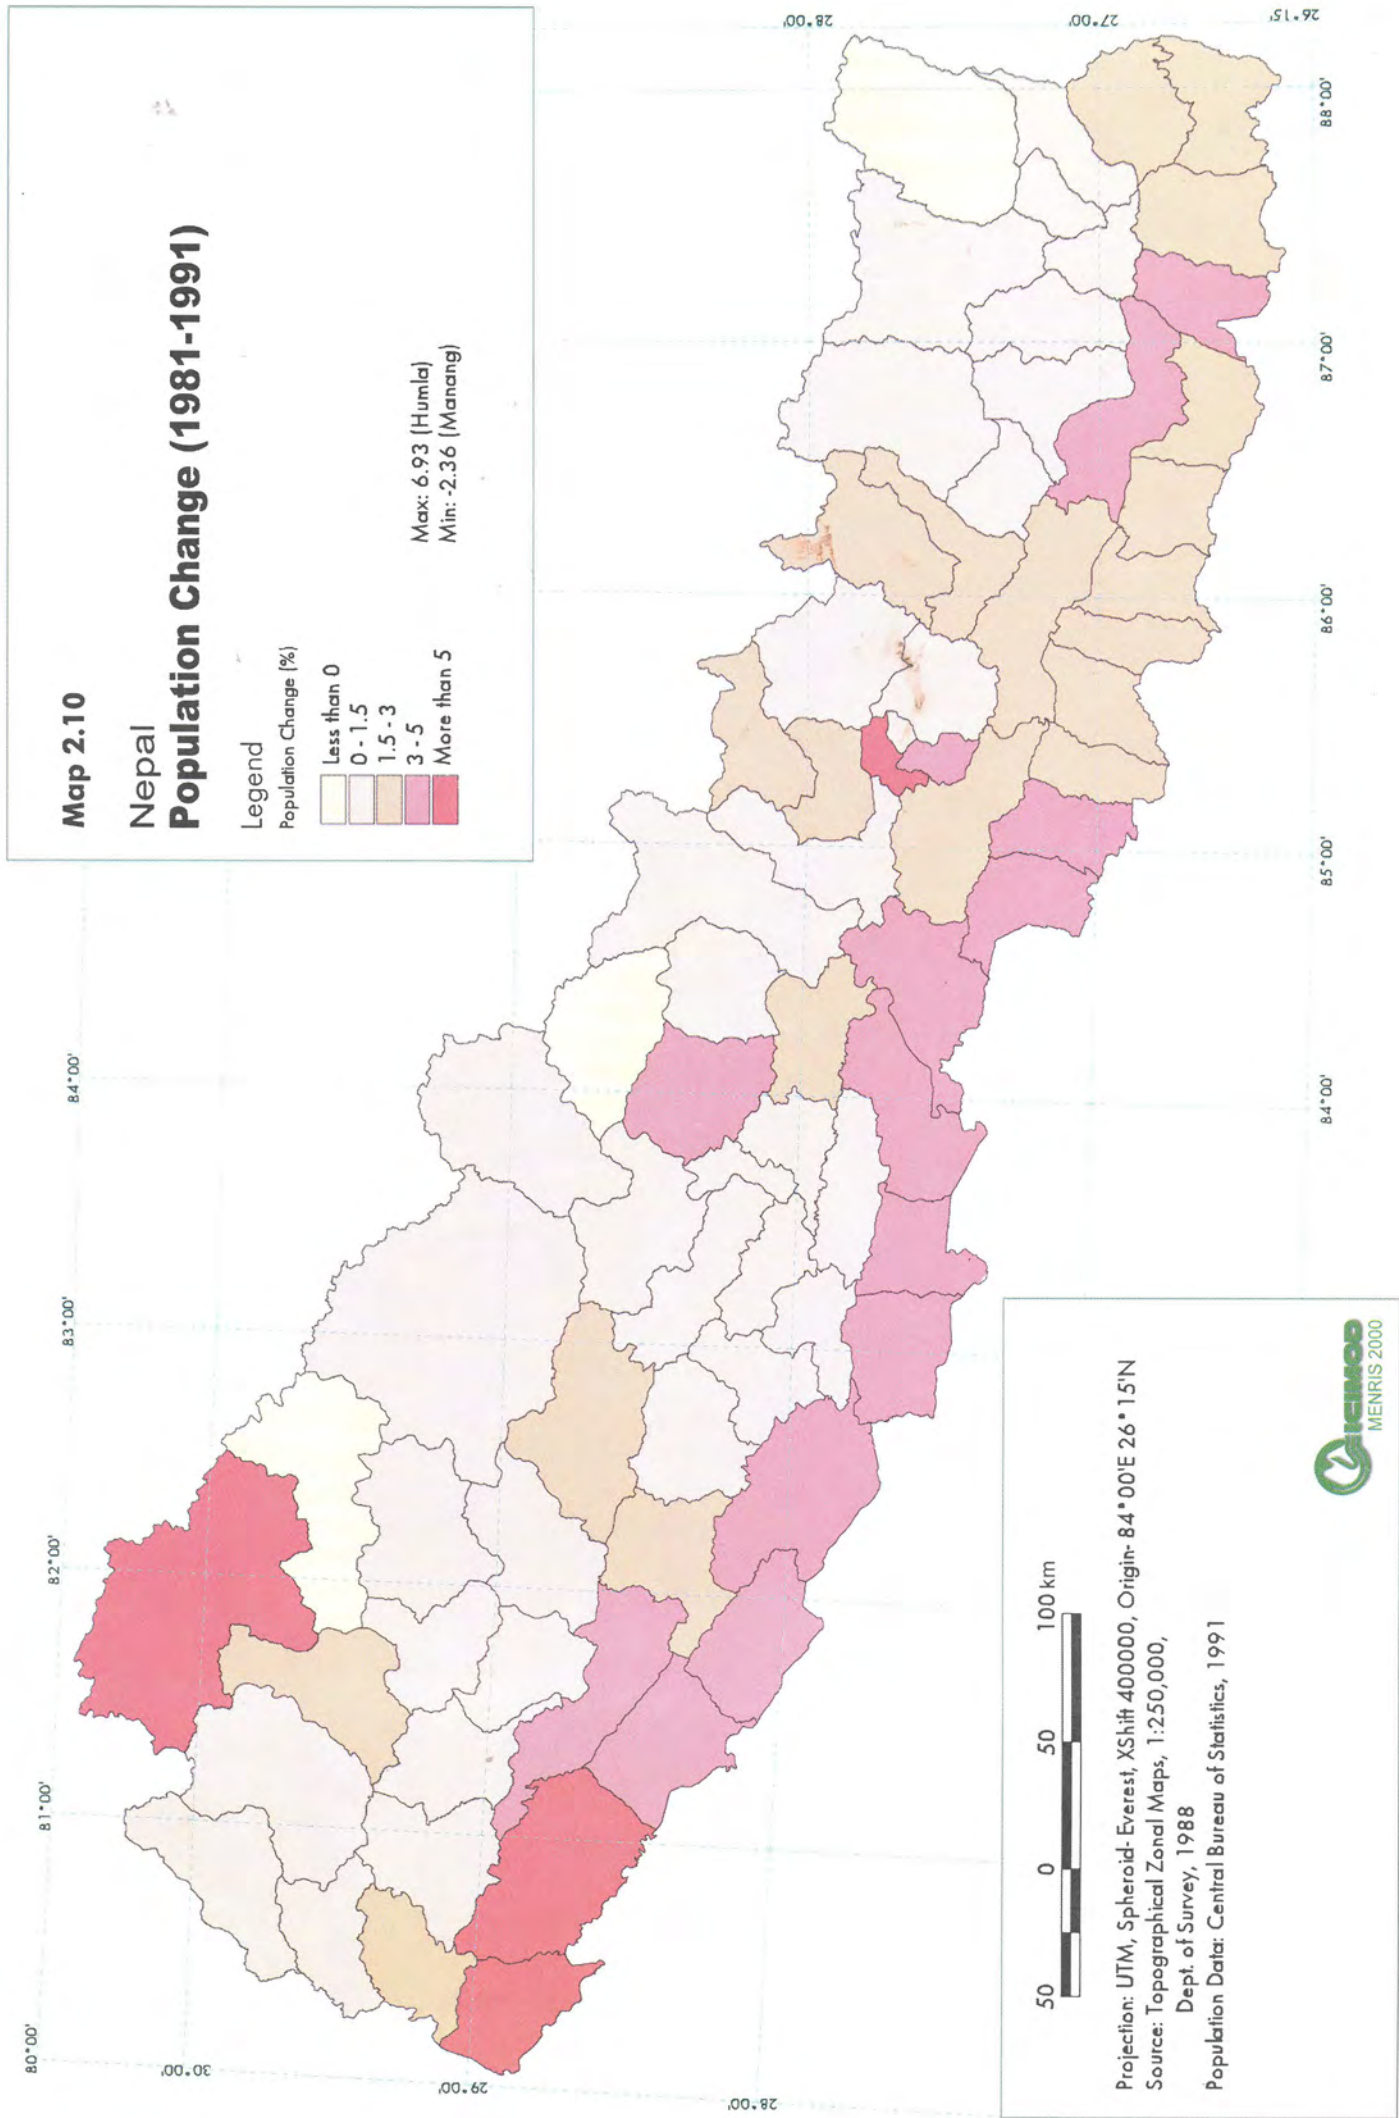 Map 2.10
Nepal
Population Change (1981-1991)
Legend
Population Change (%)
Less than 0
0 - 1.5
1.5 - 3
3 - 5
More than 5
Max: 6.93 (Humla)
Min: -2.36 (Manang)
80°00'
81°00'
82°00'
83°00'
84°00'
30°00'
29°00'
28°00'
28°00'
27°00'
26°15'
84°00'
85°00'
86°00'
87°00'
88°00'
50 0 50 100 km
Projection: UTM, Spheroid- Everest, XShift 400000, Origin- 84°00'E 26°15'N
Source: Topographical Zonal Maps, 1:250,000,
Dept. of Survey, 1988
Population Data: Central Bureau of Statistics, 1991
ICIMOD
MENRIS 2000